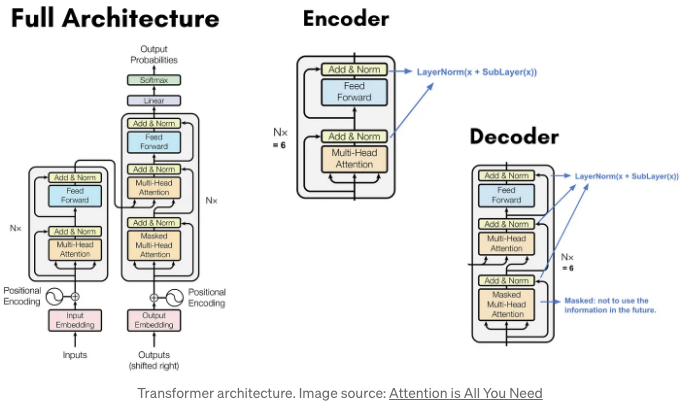 Full Architecture
Output
Probabilities
Softmax
Linear
Add & Norm
Feed
Forward
Add & Norm
Multi-Head
Attention
Nx
Add & Norm
Masked
Multi-Head
Attention
Add & Norm
Feed
Forward
Nx
Add & Norm
Multi-Head
Attention
Positional
Encoding
Positional
Encoding
Input
Embedding
Output
Embedding
Inputs
Outputs
(shifted right)
Encoder
Add & Norm
Feed
Forward
Nx
= 6
Add & Norm
Multi-Head
Attention
LayerNorm(x + SubLayer(x))
Decoder
Add & Norm
Feed
Forward
Add & Norm
Multi-Head
Attention
Nx
= 6
Add & Norm
Masked
Multi-Head
Attention
LayerNorm(x + SubLayer(x))
Masked: not to use the
information in the future.
Transformer architecture. Image source: Attention is All You Need